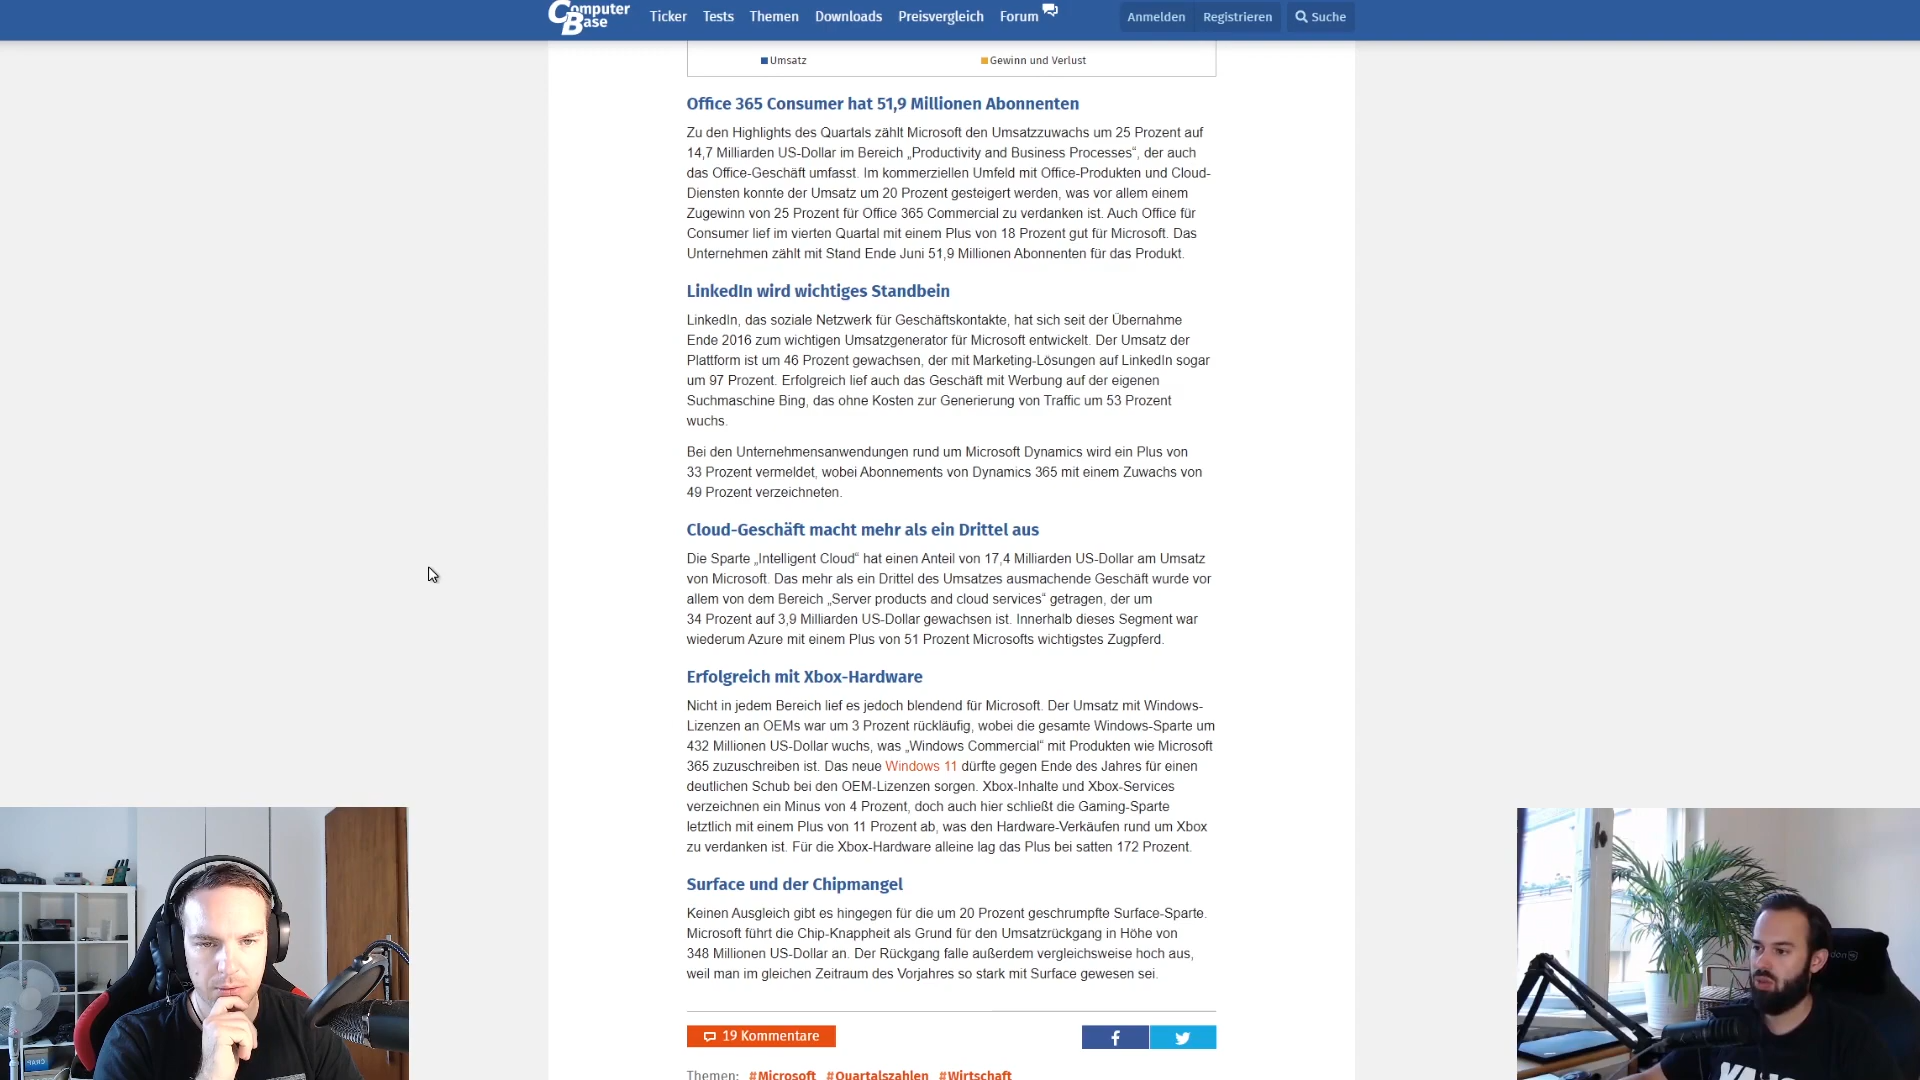 Computer Base
Ticker Tests Themen Downloads Preisvergleich Forum Anmelden Registrieren Suche
Umsatz Gewinn und Verlust
Office 365 Consumer hat 51,9 Millionen Abonnenten
Zu den Highlights des Quartals zählt Microsoft den Umsatzzuwachs um 25 Prozent auf
14,7 Milliarden US-Dollar im Bereich „Productivity and Business Processes“, der auch
das Office-Geschäft umfasst. Im kommerziellen Umfeld mit Office-Produkten und Cloud-
Diensten konnte der Umsatz um 20 Prozent gesteigert werden, was vor allem einem
Zugewinn von 25 Prozent für Office 365 Commercial zu verdanken ist. Auch Office für
Consumer lief im vierten Quartal mit einem Plus von 18 Prozent gut für Microsoft. Das
Unternehmen zählt mit Stand Ende Juni 51,9 Millionen Abonnenten für das Produkt.
LinkedIn wird wichtiges Standbein
LinkedIn, das soziale Netzwerk für Geschäftskontakte, hat sich seit der Übernahme
Ende 2016 zum wichtigen Umsatzgenerator für Microsoft entwickelt. Der Umsatz der
Plattform ist um 46 Prozent gewachsen, der mit Marketing-Lösungen auf LinkedIn sogar
um 97 Prozent. Erfolgreich lief auch das Geschäft mit Werbung auf der eigenen
Suchmaschine Bing, das ohne Kosten zur Generierung von Traffic um 53 Prozent
wuchs.
Bei den Unternehmensanwendungen rund um Microsoft Dynamics wird ein Plus von
33 Prozent vermeldet, wobei Abonnements von Dynamics 365 mit einem Zuwachs von
49 Prozent verzeichneten.
Cloud-Geschäft macht mehr als ein Drittel aus
Die Sparte „Intelligent Cloud“ hat einen Anteil von 17,4 Milliarden US-Dollar am Umsatz
von Microsoft. Das mehr als ein Drittel des Umsatzes ausmachende Geschäft wurde vor
allem von dem Bereich „Server products and cloud services“ getragen, der um
34 Prozent auf 3,9 Milliarden US-Dollar gewachsen ist. Innerhalb dieses Segment war
wiederum Azure mit einem Plus von 51 Prozent Microsofts wichtigstes Zugpferd.
Erfolgreich mit Xbox-Hardware
Nicht in jedem Bereich lief es jedoch blendend für Microsoft. Der Umsatz mit Windows-
Lizenzen an OEMs war um 3 Prozent rückläufig, wobei die gesamte Windows-Sparte um
432 Millionen US-Dollar wuchs, was „Windows Commercial“ mit Produkten wie Microsoft
365 zuzuschreiben ist. Das neue Windows 11 dürfte gegen Ende des Jahres für einen
deutlichen Schub bei den OEM-Lizenzen sorgen. Xbox-Inhalte und Xbox-Services
verzeichnen ein Minus von 4 Prozent, doch auch hier schließt die Gaming-Sparte
letztlich mit einem Plus von 11 Prozent ab, was den Hardware-Verkäufen rund um Xbox
zu verdanken ist. Für die Xbox-Hardware alleine lag das Plus bei satten 172 Prozent.
Surface und der Chipmangel
Keinen Ausgleich gibt es hingegen für die um 20 Prozent geschrumpfte Surface-Sparte.
Microsoft führt die Chip-Knappheit als Grund für den Umsatzrückgang in Höhe von
348 Millionen US-Dollar an. Der Rückgang falle außerdem vergleichsweise hoch aus,
weil man im gleichen Zeitraum des Vorjahres so stark mit Surface gewesen sei.
19 Kommentare
Themen: #Microsoft #Quartalszahlen #Wirtschaft